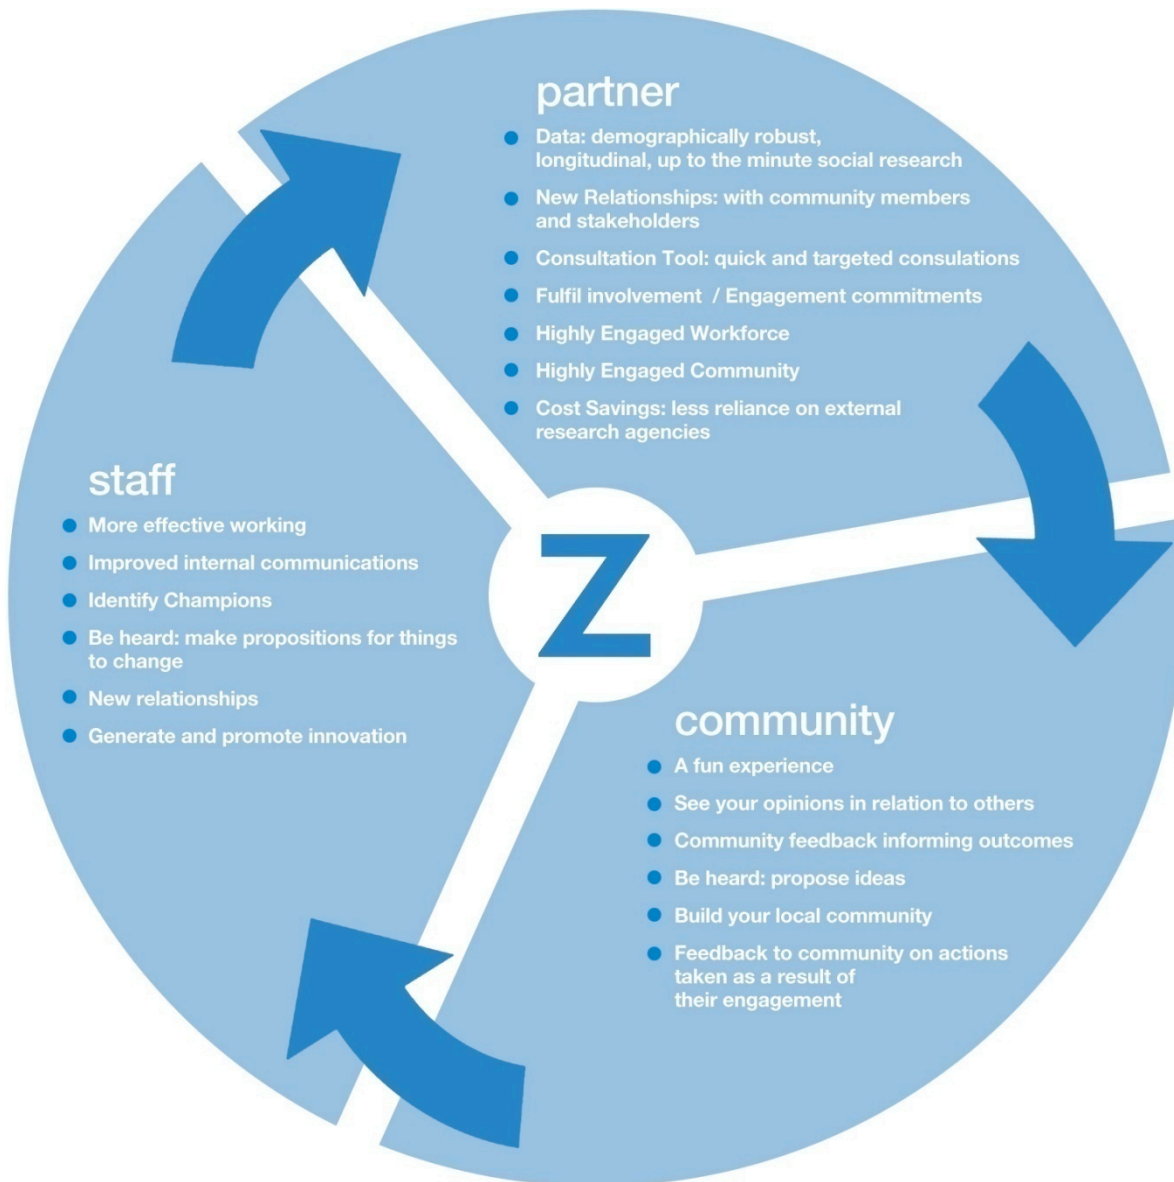 partner
Data: demographically robust,
longitudinal, up to the minute social research
New Relationships: with community members
and stakeholders
Consultation Tool: quick and targeted consulations
Fulfil involvement / Engagement commitments
Highly Engaged Workforce
Highly Engaged Community
Cost Savings: less reliance on external
research agencies
staff
More effective working
Improved internal communications
Identify Champions
Be heard: make propositions for things
to change
New relationships
Generate and promote innovation
Z
community
A fun experience
See your opinions in relation to others
Community feedback informing outcomes
Be heard: propose ideas
Build your local community
Feedback to community on actions
taken as a result of
their engagement